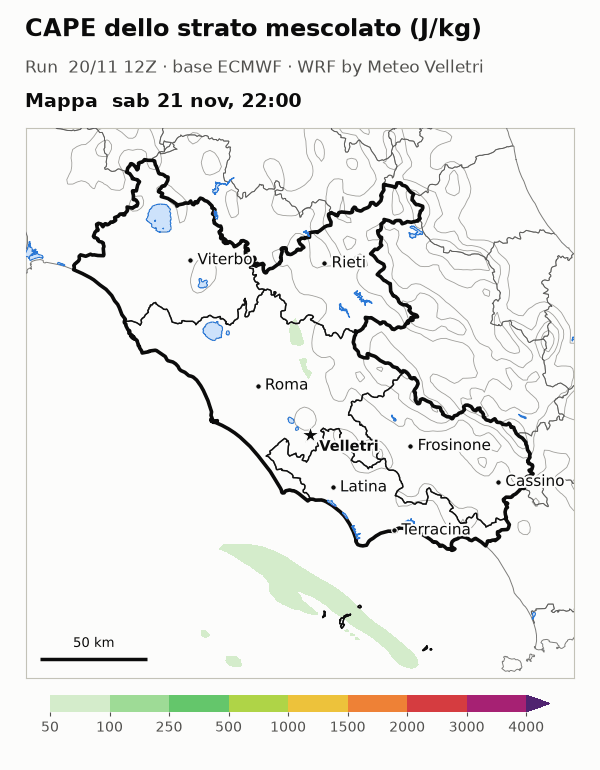 CAPE dello strato mescolato (J/kg)
Run 20/11 12Z · base ECMWF · WRF by Meteo Velletri
Mappa sab 21 nov, 22:00
Viterbo
Rieti
Roma
Velletri
Frosinone
Latina
Cassino
Terracina
50 km
50 100 250 500 1000 1500 2000 3000 4000